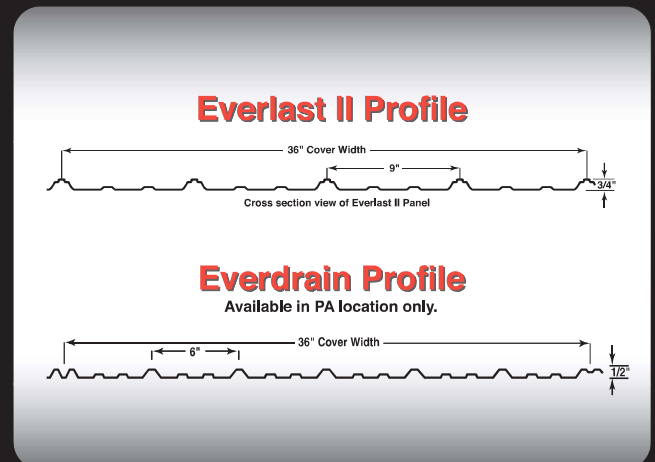 Everlast II Profile
36" Cover Width
9"
3/4"
Cross section view of Everlast II Panel
Everdrain Profile
Available in PA location only.
36" Cover Width
6"
1/2"